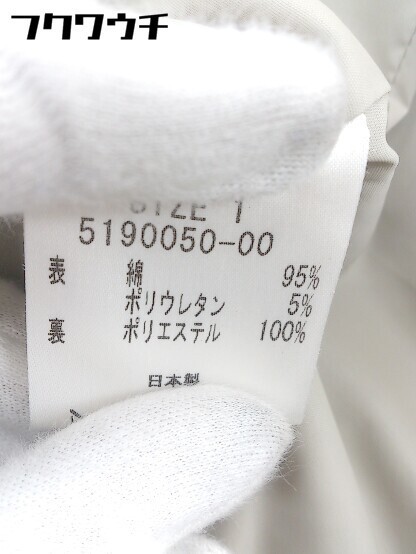 フクワウチ
SIZE 1
5190050-00
表 綿 95%
ポリウレタン 5%
裏 ポリエステル 100%
日本製